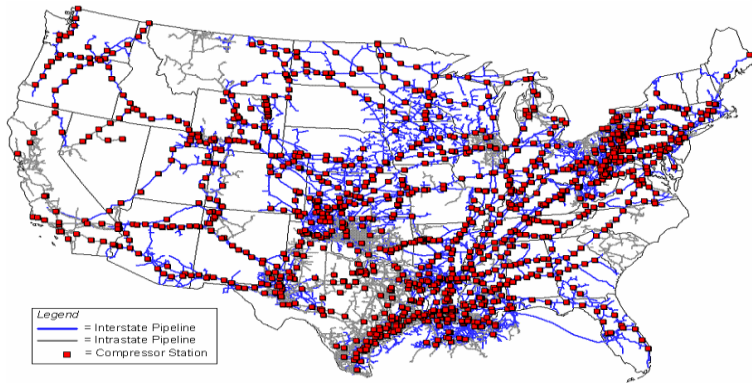 Legend
= Interstate Pipeline
= Intrastate Pipeline
= Compressor Station